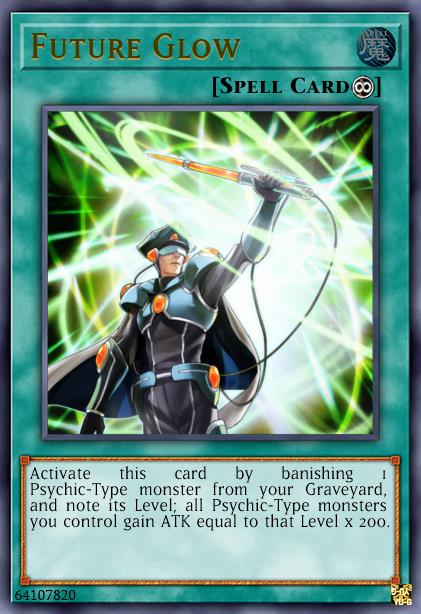 Future Glow
魔
[Spell Card]
Activate this card by banishing 1
Psychic-Type monster from your Graveyard,
and note its Level; all Psychic-Type monsters
you control gain ATK equal to that Level x 200.
64107820